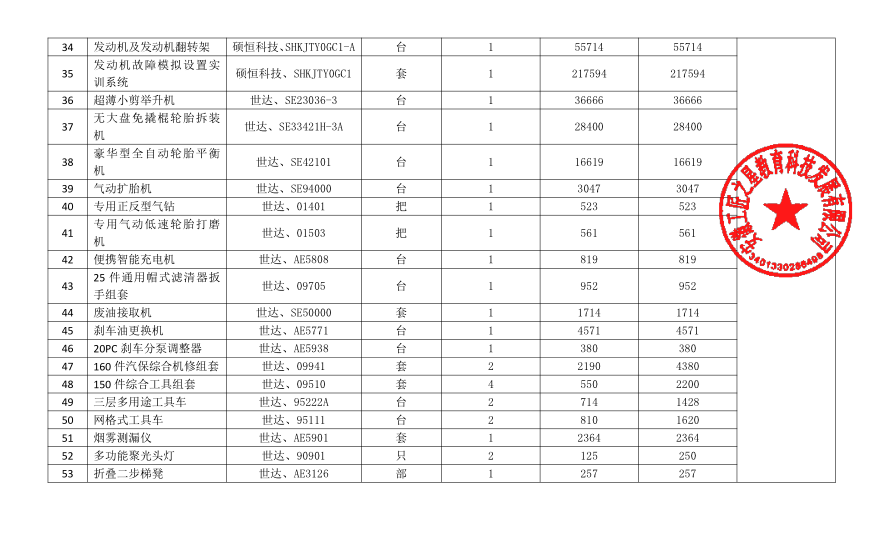 34 发动机及发动机翻转架 硕恒科技、SHKJTY0GC1-A 台 1 55714 55714
35 发动机故障模拟设置实训系统 硕恒科技、SHKJTY0GC1 套 1 217594 217594
36 超薄小剪举升机 世达、SE23036-3 台 1 36666 36666
37 无大盘免撬棍轮胎拆装机 世达、SE33421H-3A 台 1 28400 28400
38 豪华型全自动轮胎平衡机 世达、SE42101 台 1 16619 16619
39 气动扩胎机 世达、SE94000 台 1 3047 3047
40 专用正反型气钻 世达、01401 把 1 523 523
41 专用气动低速轮胎打磨机 世达、01503 把 1 561 561
42 便携智能充电机 世达、AE5808 台 1 819 819
43 25 件通用帽式滤清器扳手组套 世达、09705 台 1 952 952
44 废油接取机 世达、SE50000 套 1 1714 1714
45 刹车油更换机 世达、AE5771 台 1 4571 4571
46 20PC 刹车分泵调整器 世达、AE5938 台 1 380 380
47 160 件汽保综合机修组套 世达、09941 套 2 2190 4380
48 150 件综合工具组套 世达、09510 套 4 550 2200
49 三层多用途工具车 世达、95222A 台 2 714 1428
50 网格式工具车 世达、95111 台 2 810 1620
51 烟雾测漏仪 世达、AE5901 套 1 2364 2364
52 多功能聚光头灯 世达、90901 只 2 125 250
53 折叠二步梯凳 世达、AE3126 部 1 257 257
安徽工匠之星教育科技发展有限公司